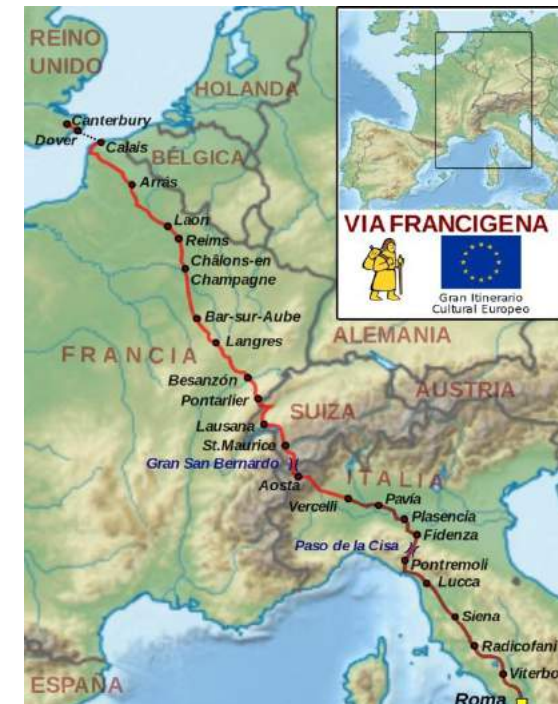 REINO
UNIDO
HOLANDA
Canterbury
Dover
Calais
BÉLGICA
Arrás
Laon
Reims
Châlons-en
Champagne
VIA FRANCIGENA
Gran Itinerario
Cultural Europeo
Bar-sur-Aube
ALEMANIA
Langres
FRANCIA
Besanzón
AUSTRIA
Pontarlier
SUIZA
Lausana
St.Maurice
Gran San Bernardo
ITALIA
Aosta
Vercelli
Pavía
Plasencia
Fidenza
Paso de la Cisa
Pontremoli
Lucca
Siena
Radicofani
Viterbo
ESPAÑA
Roma